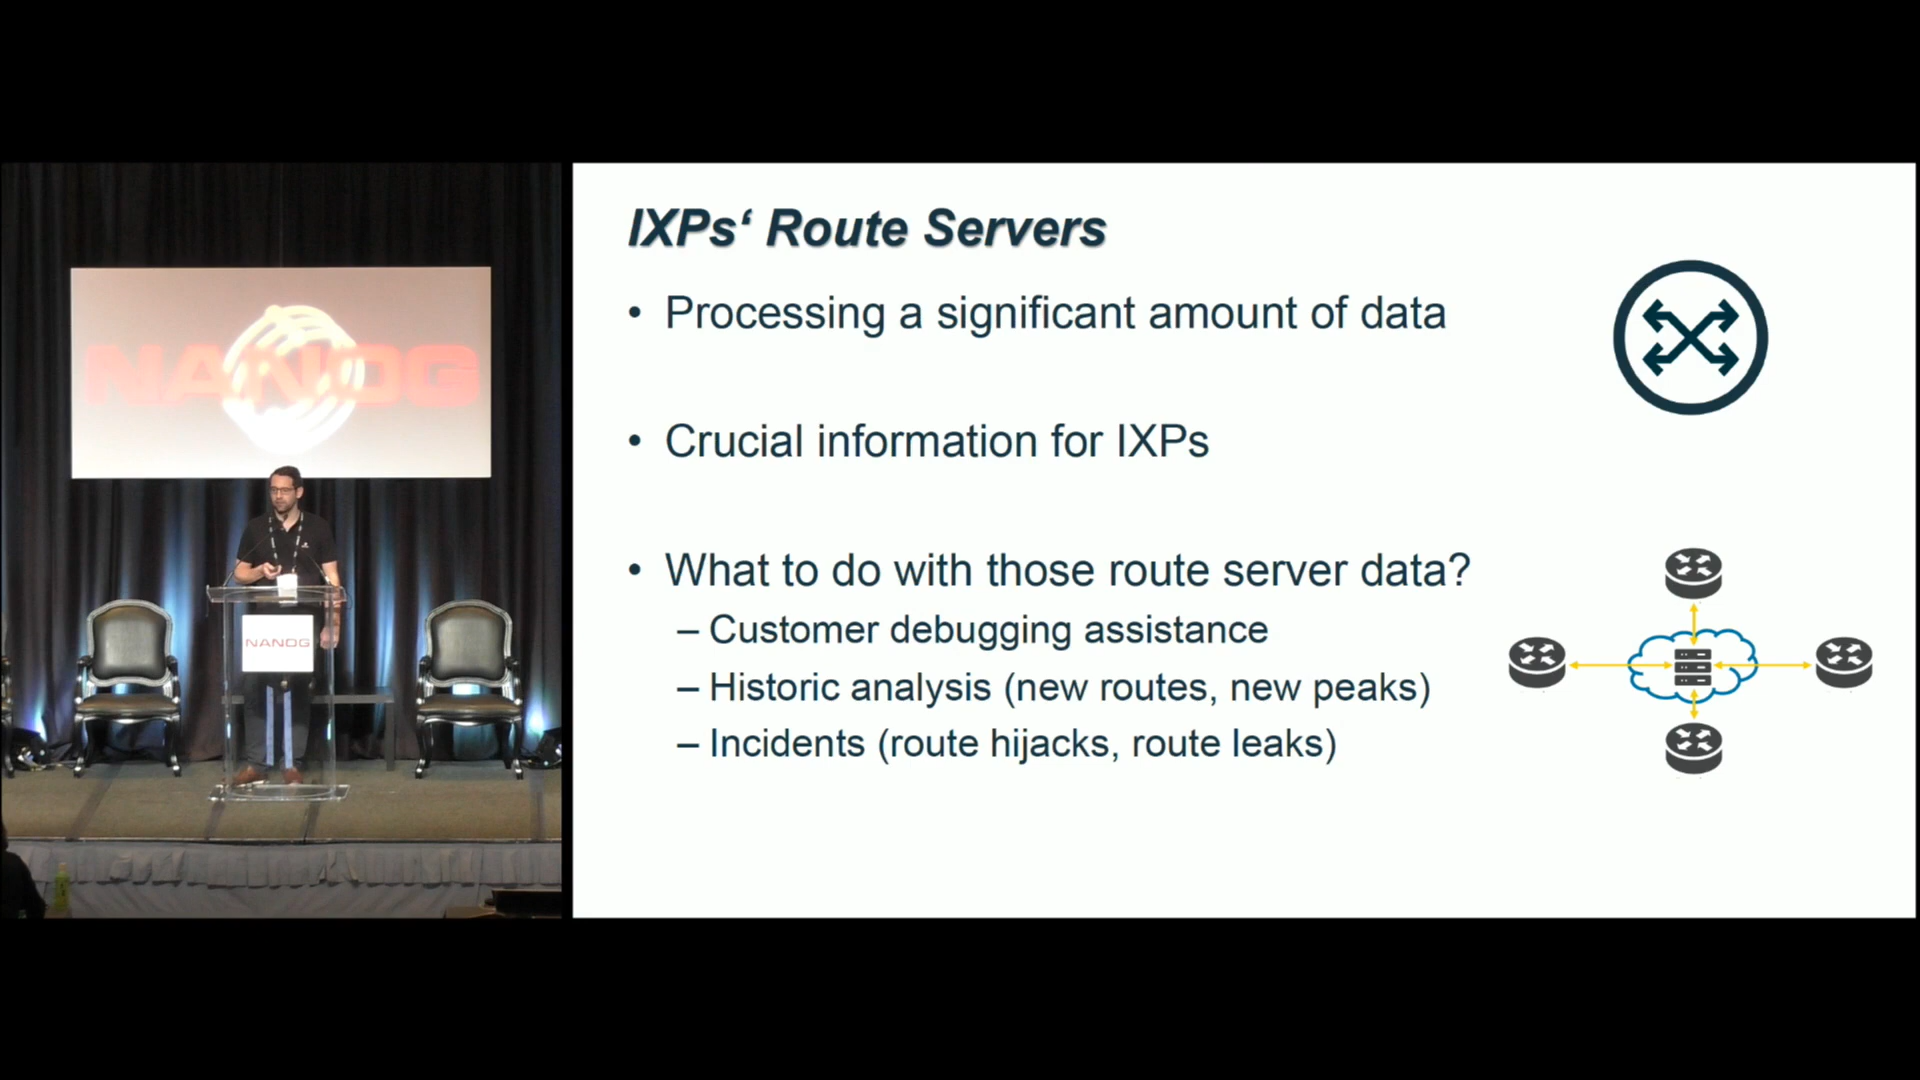 NANOG
NANOG
IXPs‘ Route Servers
• Processing a significant amount of data
• Crucial information for IXPs
• What to do with those route server data?
– Customer debugging assistance
– Historic analysis (new routes, new peaks)
– Incidents (route hijacks, route leaks)